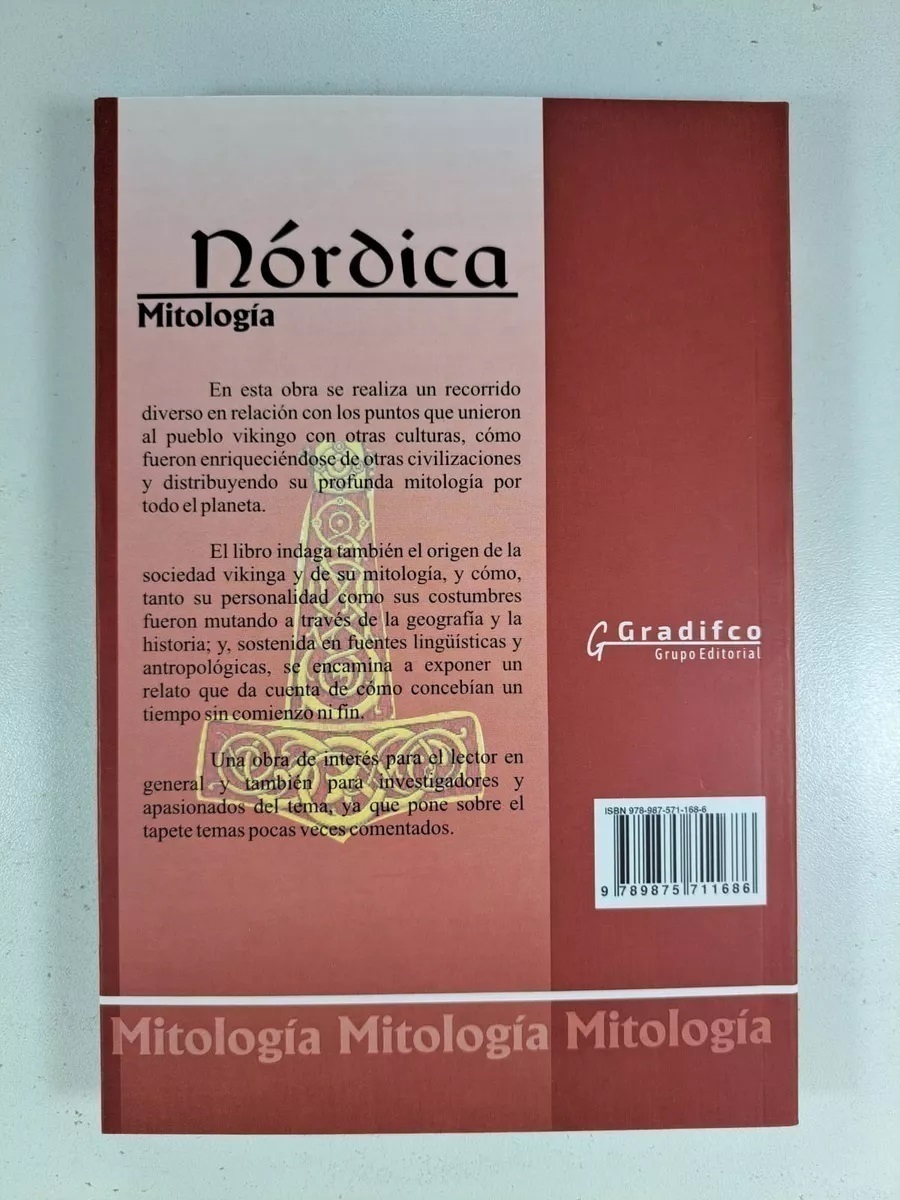 Nórdica
Mitología
En esta obra se realiza un recorrido
diverso en relación con los puntos que unieron
al pueblo vikingo con otras culturas, cómo
fueron enriqueciéndose de otras civilizaciones
y distribuyendo su profunda mitología por
todo el planeta.
El libro indaga también el origen de la
sociedad vikinga y de su mitología, y cómo,
tanto su personalidad como sus costumbres
fueron mutando a través de la geografía y la
historia; y, sostenida en fuentes lingüísticas y
antropológicas, se encamina a exponer un
relato que da cuenta de cómo concebían un
tiempo sin comienzo ni fin.
Una obra de interés para el lector en
general y también para investigadores y
apasionados del tema, ya que pone sobre el
tapete temas pocas veces comentados.
G Gradifco
Grupo Editorial
ISBN 978-987-571-168-6
9 789875 711686
Mitología Mitología Mitología